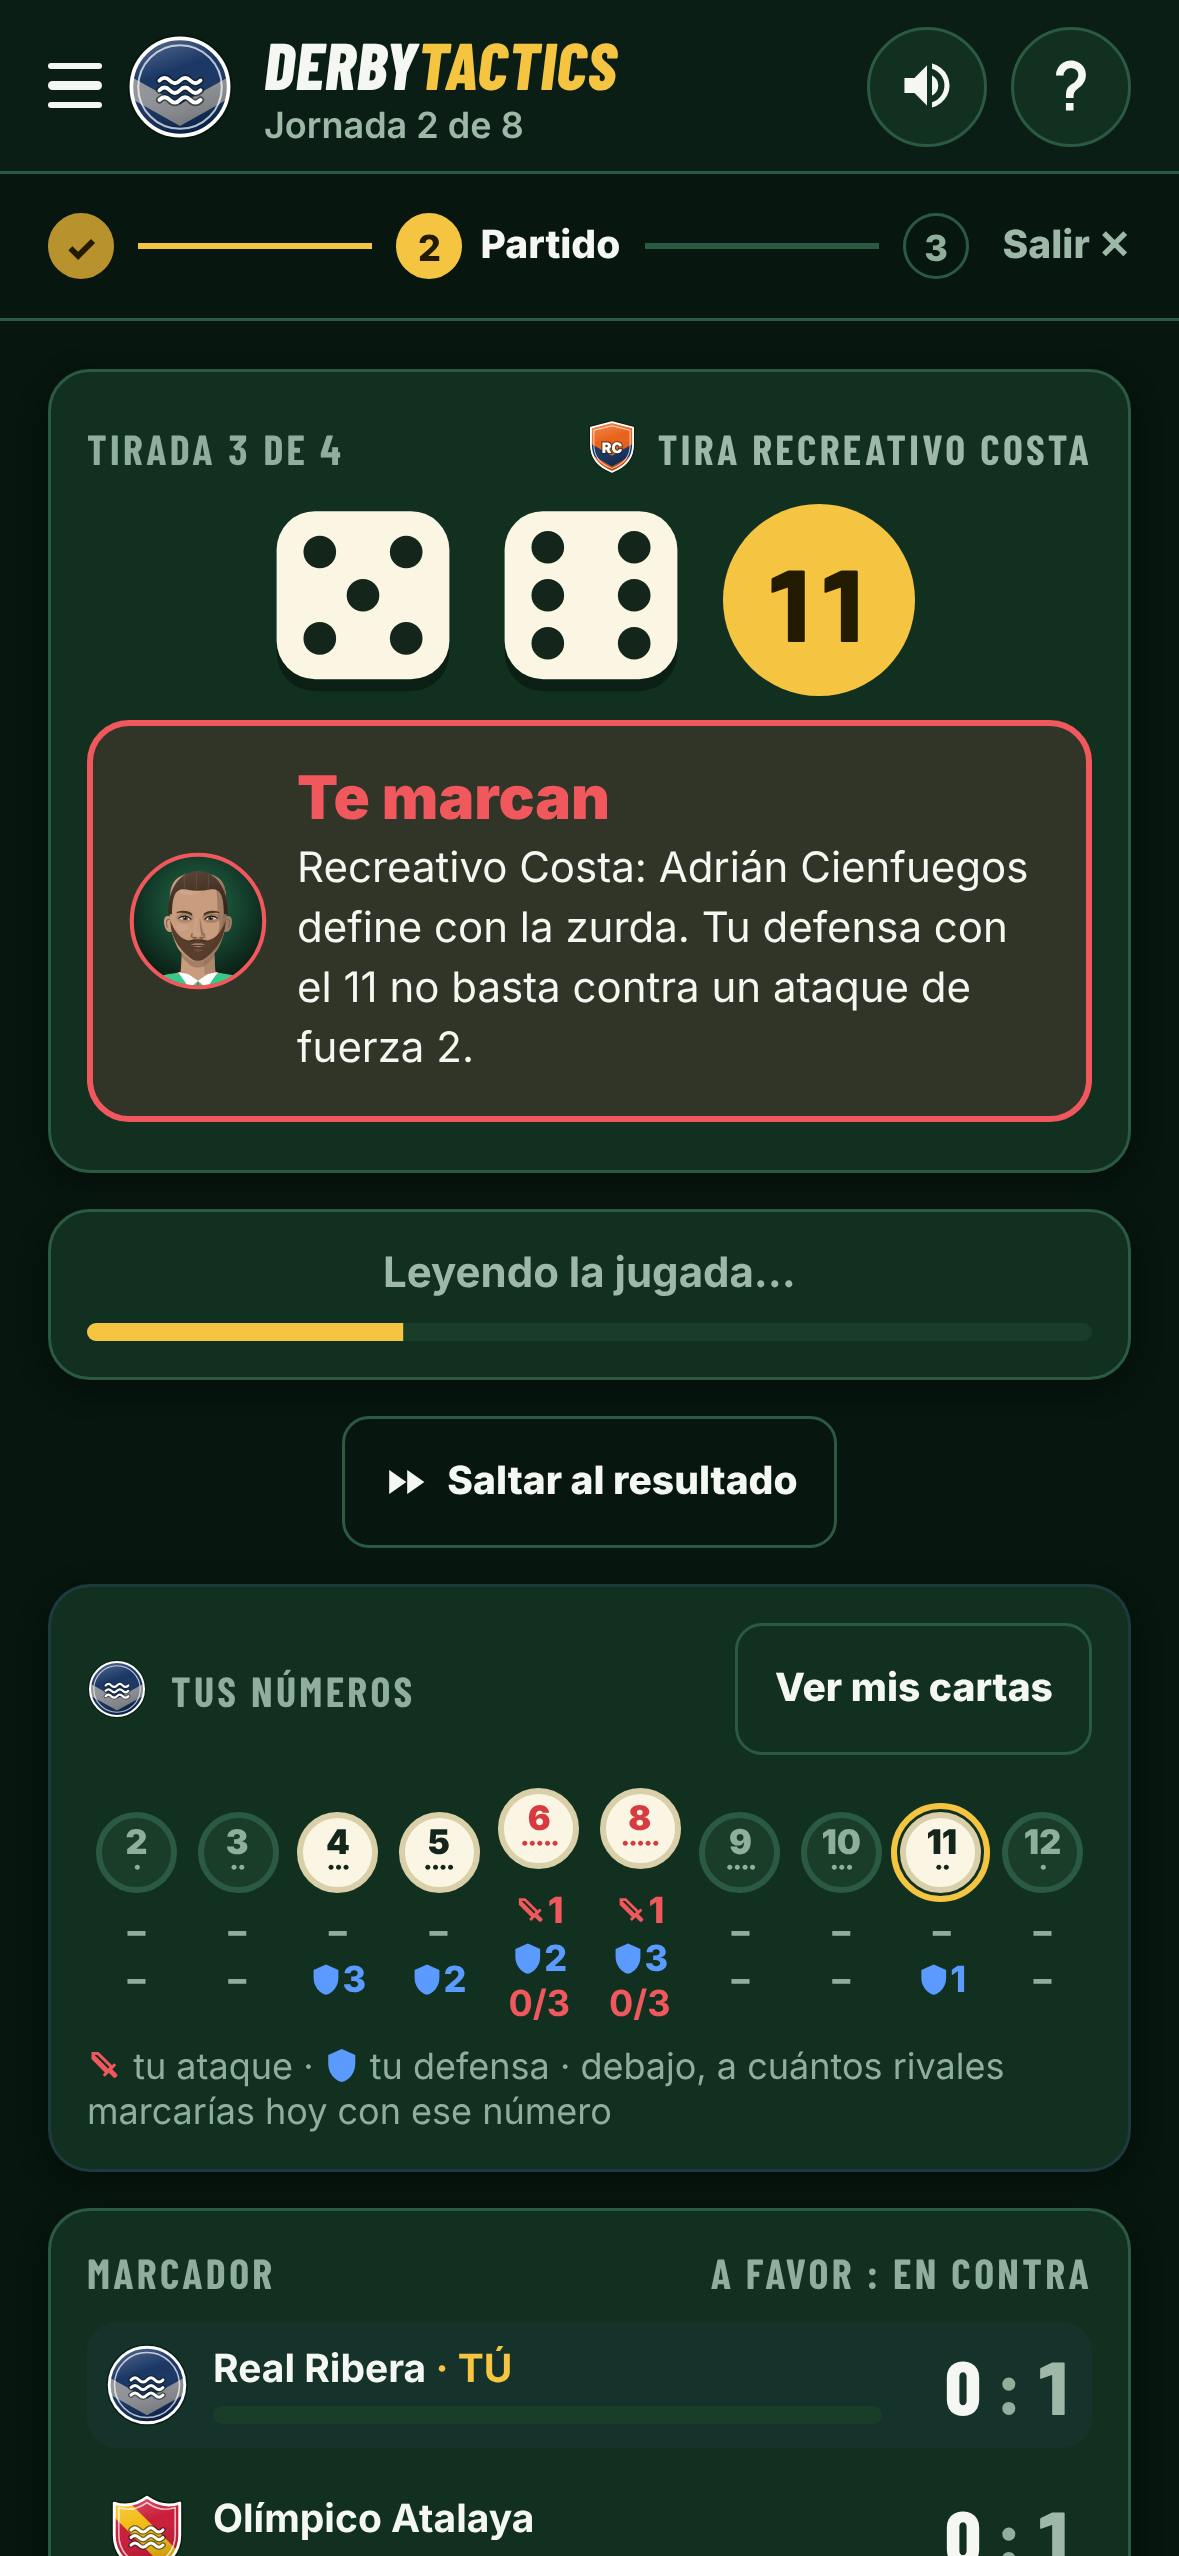 DERBYTACTICS
Jornada 2 de 8
?
2 Partido
3
Salir ✕
TIRADA 3 DE 4
RC
TIRA RECREATIVO COSTA
11
Te marcan
Recreativo Costa: Adrián Cienfuegos
define con la zurda. Tu defensa con
el 11 no basta contra un ataque de
fuerza 2.
Leyendo la jugada...
Saltar al resultado
TUS NÚMEROS
Ver mis cartas
2 3 4 5 6 8 9 10 11 12
– – – – 1 1 – – – –
– – 3 2 2 3 – – 1 –
0/3 0/3
tu ataque · tu defensa · debajo, a cuántos rivales
marcarías hoy con ese número
MARCADOR
A FAVOR : EN CONTRA
Real Ribera · TÚ
0 : 1
Olímpico Atalaya
0 : 1